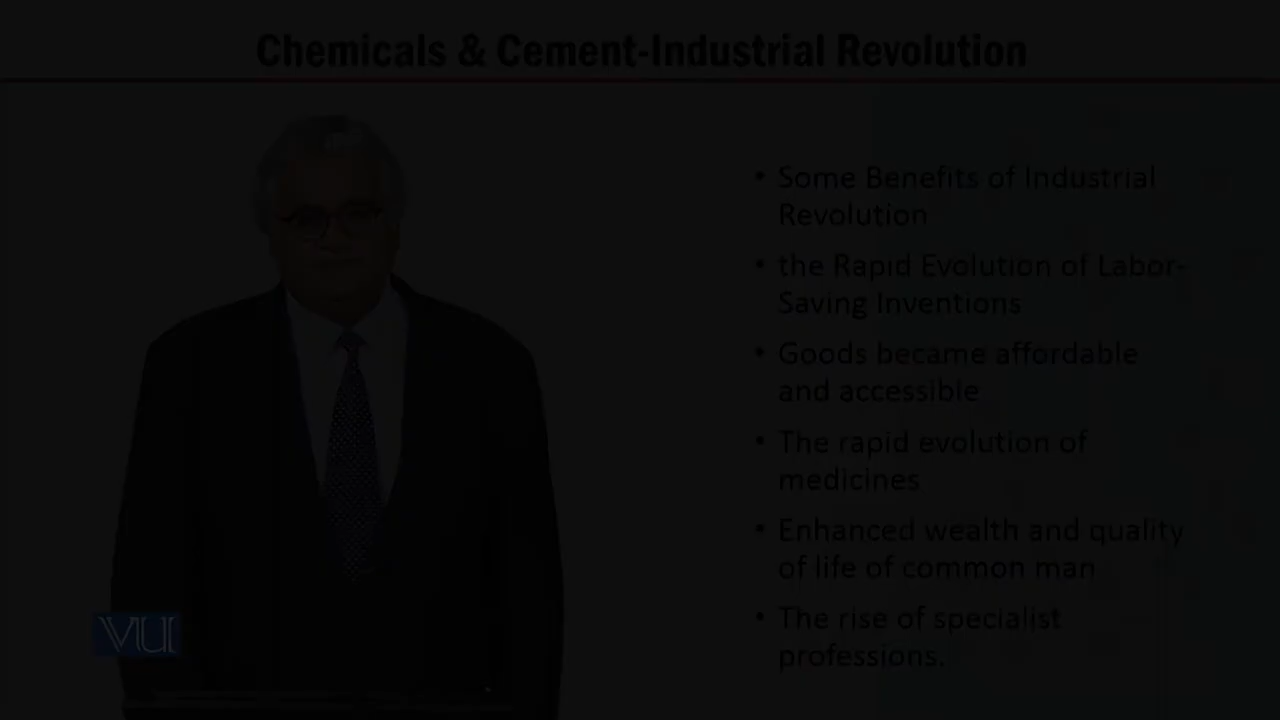 Chemicals & Cement-Industrial Revolution
• Some Benefits of Industrial
Revolution
• the Rapid Evolution of Labor-
Saving Inventions
• Goods became affordable
and accessible
• The rapid evolution of
medicines
• Enhanced wealth and quality
of life of common man
• The rise of specialist
professions.
VU